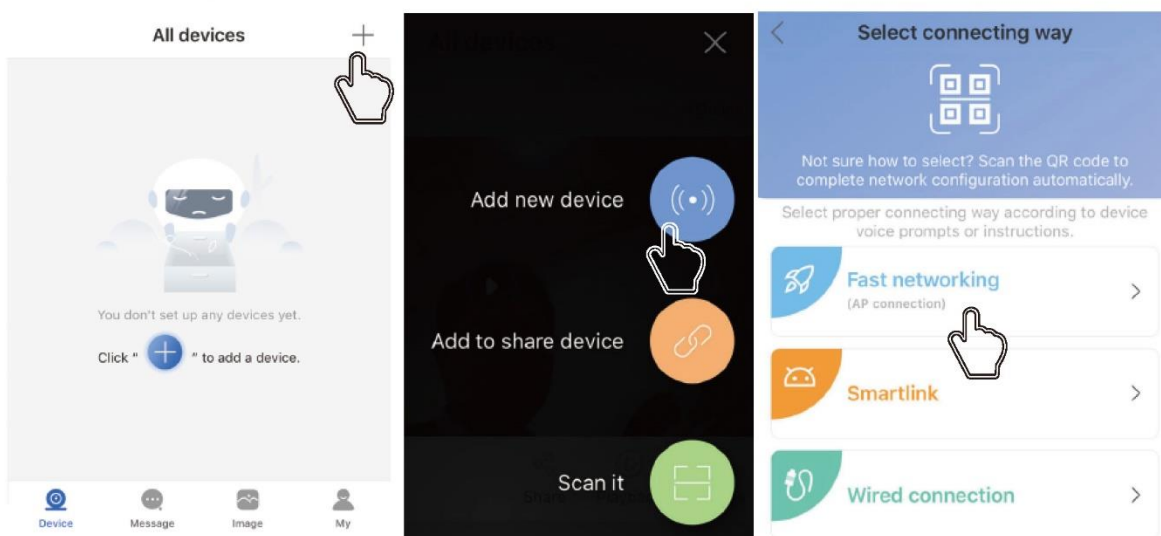 All devices
You don't set up any devices yet.
Click " + " to add a device.
Device
Message
Image
My
All devices
Add new device
Add to share device
Scan it
Share
Select connecting way
Not sure how to select? Scan the QR code to
complete network configuration automatically.
Select proper connecting way according to device
voice prompts or instructions.
Fast networking
(AP connection)
Smartlink
Wired connection